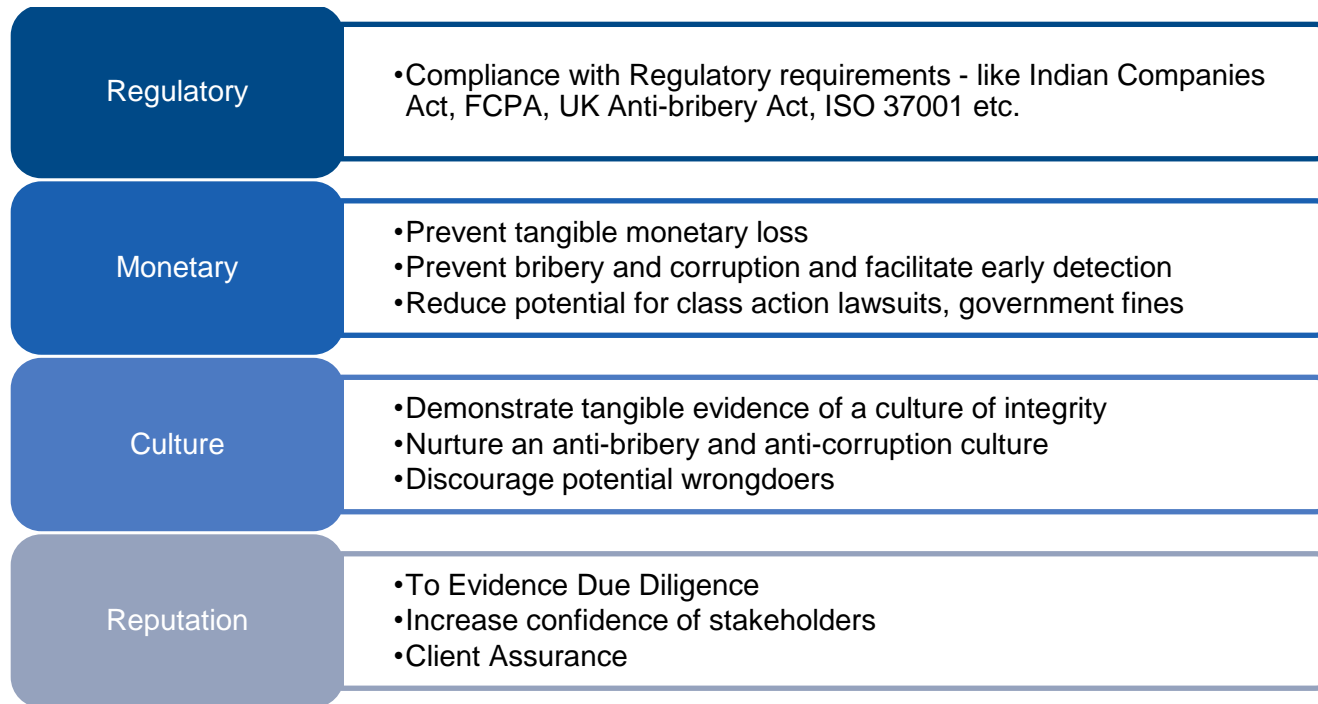 Regulatory
•Compliance with Regulatory requirements - like Indian Companies
Act, FCPA, UK Anti-bribery Act, ISO 37001 etc.
Monetary
•Prevent tangible monetary loss
•Prevent bribery and corruption and facilitate early detection
•Reduce potential for class action lawsuits, government fines
Culture
•Demonstrate tangible evidence of a culture of integrity
•Nurture an anti-bribery and anti-corruption culture
•Discourage potential wrongdoers
Reputation
•To Evidence Due Diligence
•Increase confidence of stakeholders
•Client Assurance